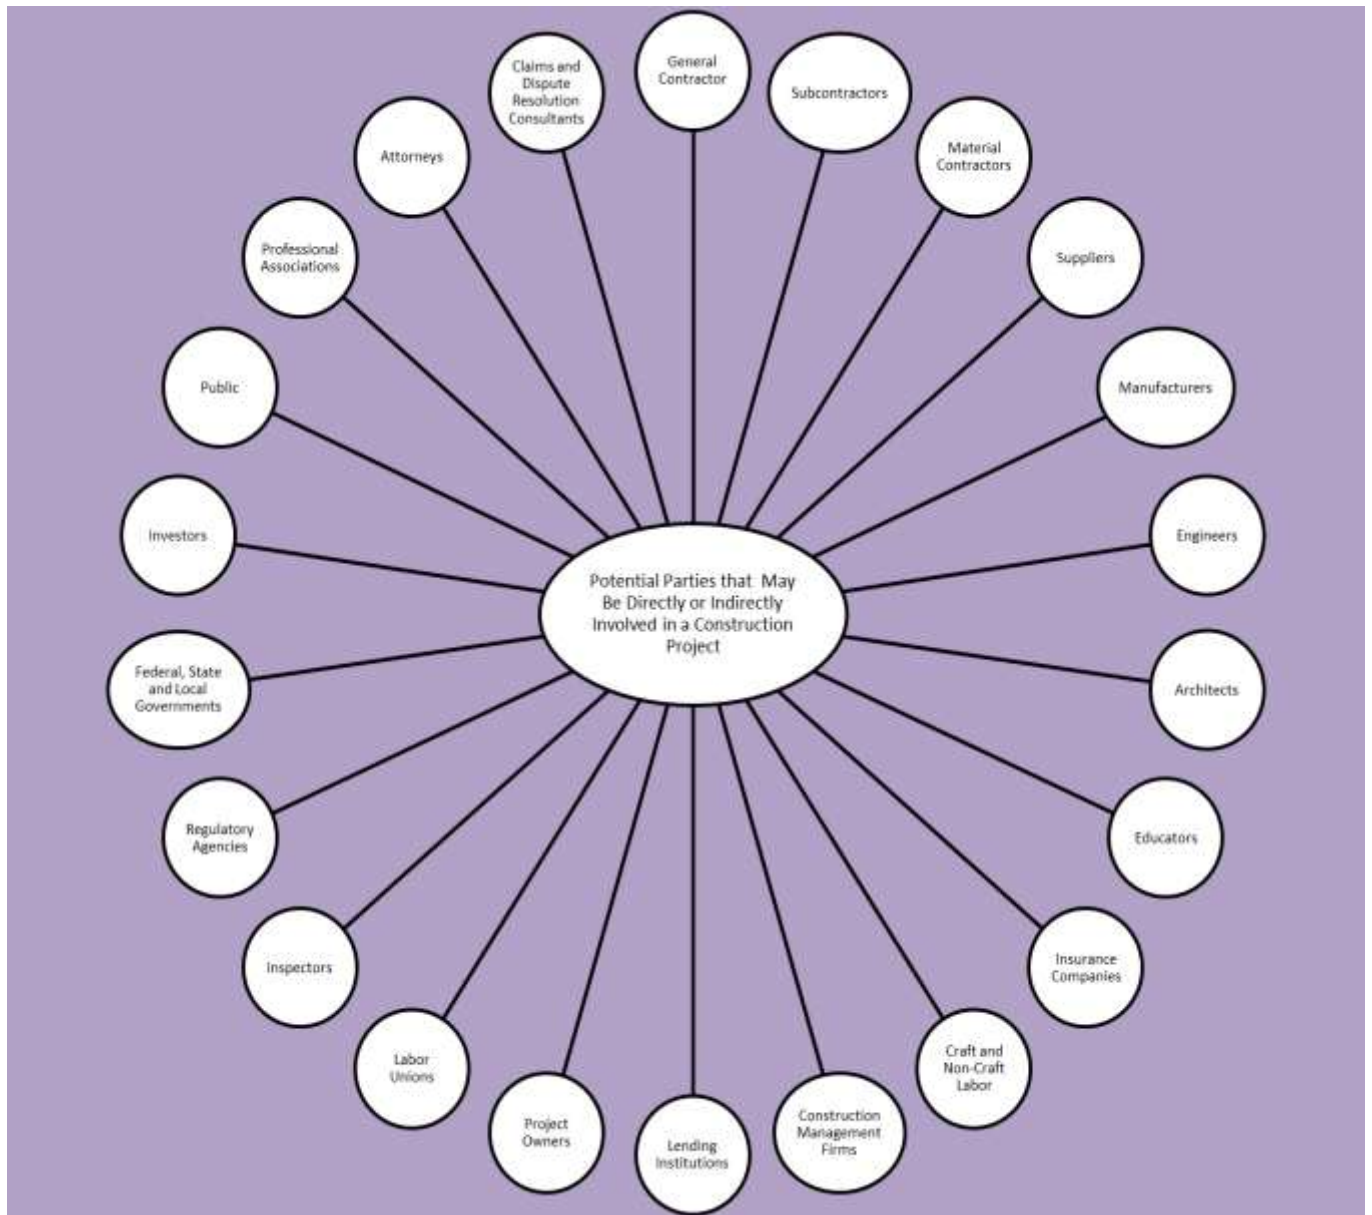 General
Contractor
Subcontractors
Material
Contractors
Suppliers
Manufacturers
Engineers
Architects
Educators
Insurance
Companies
Craft and
Non-Craft
Labor
Construction
Management
Firms
Lending
Institutions
Project
Owners
Labor
Unions
Inspectors
Regulatory
Agencies
Federal, State
and Local
Governments
Investors
Public
Professional
Associations
Attorneys
Claims and
Dispute
Resolution
Consultants
Potential Parties that May
Be Directly or Indirectly
Involved in a Construction
Project